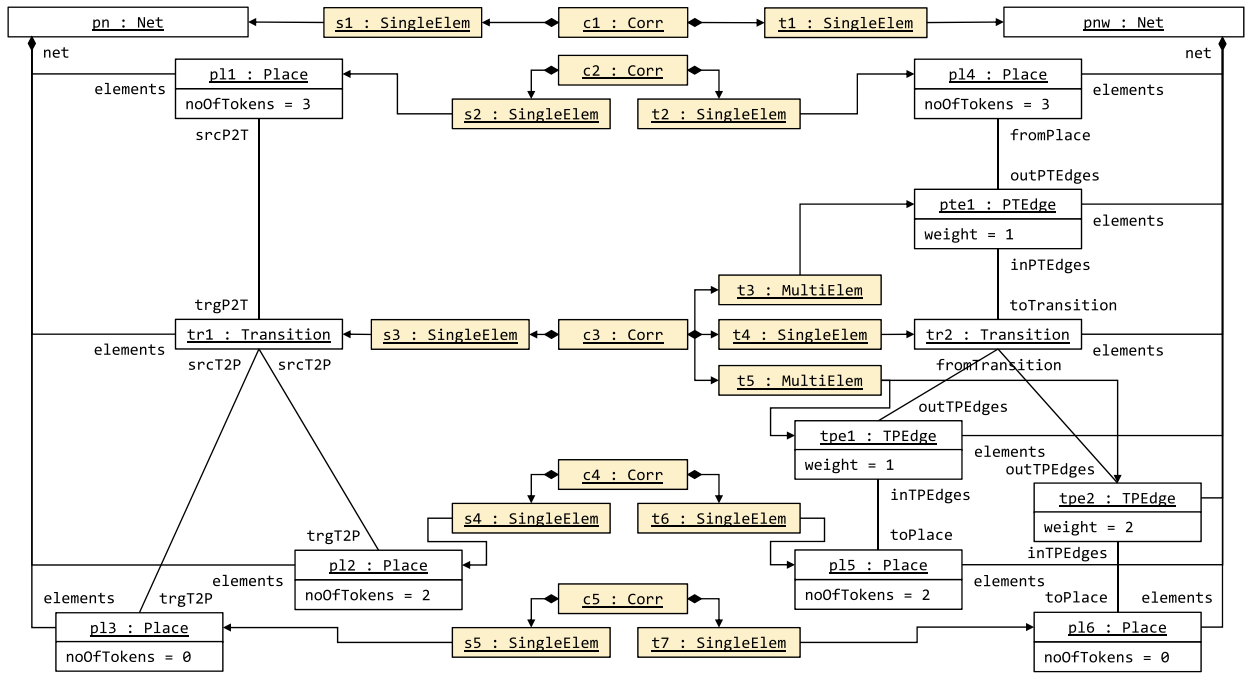 pn : Net
s1 : SingleElem
c1 : Corr
t1 : SingleElem
pnw : Net
net
net
pl1 : Place
c2 : Corr
pl4 : Place
elements
elements
noOfTokens = 3
s2 : SingleElem
t2 : SingleElem
noOfTokens = 3
srcP2T
fromPlace
outPTEdges
pte1 : PTEdge
elements
weight = 1
inPTEdges
t3 : MultiElem
trgP2T
toTransition
tr1 : Transition
s3 : SingleElem
c3 : Corr
t4 : SingleElem
tr2 : Transition
elements
elements
srcT2P
srcT2P
fromTransition
t5 : MultiElem
outTPEdges
tpe1 : TPEdge
elements
weight = 1
outTPEdges
c4 : Corr
inTPEdges
tpe2 : TPEdge
s4 : SingleElem
t6 : SingleElem
weight = 2
trgT2P
toPlace
inTPEdges
pl2 : Place
pl5 : Place
elements
elements
noOfTokens = 2
noOfTokens = 2
c5 : Corr
elements
trgT2P
toPlace
elements
pl3 : Place
s5 : SingleElem
t7 : SingleElem
pl6 : Place
noOfTokens = 0
noOfTokens = 0